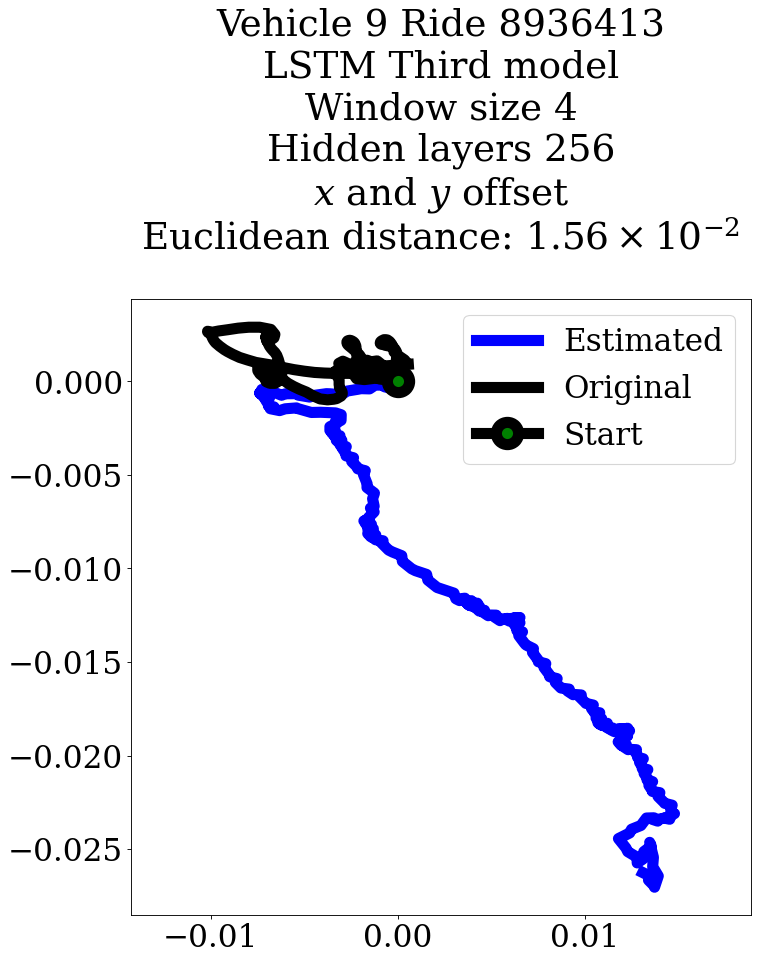 Vehicle 9 Ride 8936413
LSTM Third model
Window size 4
Hidden layers 256
x and y offset
Euclidean distance: 1.56 × 10⁻²
Estimated
Original
Start
0.000
−0.005
−0.010
−0.015
−0.020
−0.025
−0.01 0.00 0.01